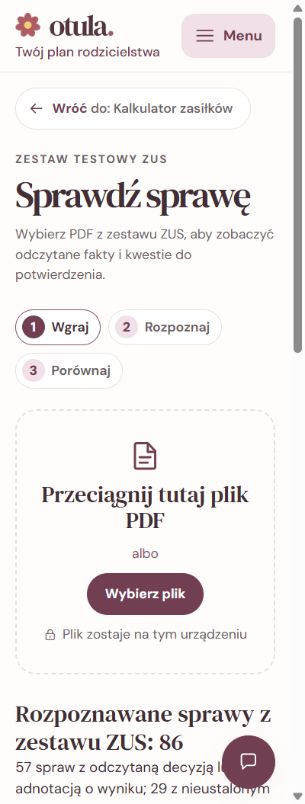 otula.
Twój plan rodzicielstwa
Menu
Wróć do: Kalkulator zasiłków
ZESTAW TESTOWY ZUS
Sprawdź sprawę
Wybierz PDF z zestawu ZUS, aby zobaczyć
odczytane fakty i kwestie do
potwierdzenia.
1 Wgraj
2 Rozpoznaj
3 Porównaj
Przeciągnij tutaj plik
PDF
albo
Wybierz plik
Plik zostaje na tym urządzeniu
Rozpoznawane sprawy z
zestawu ZUS: 86
57 spraw z odczytaną decyzją
adnotacją o wyniku; 29 z nieustalonym